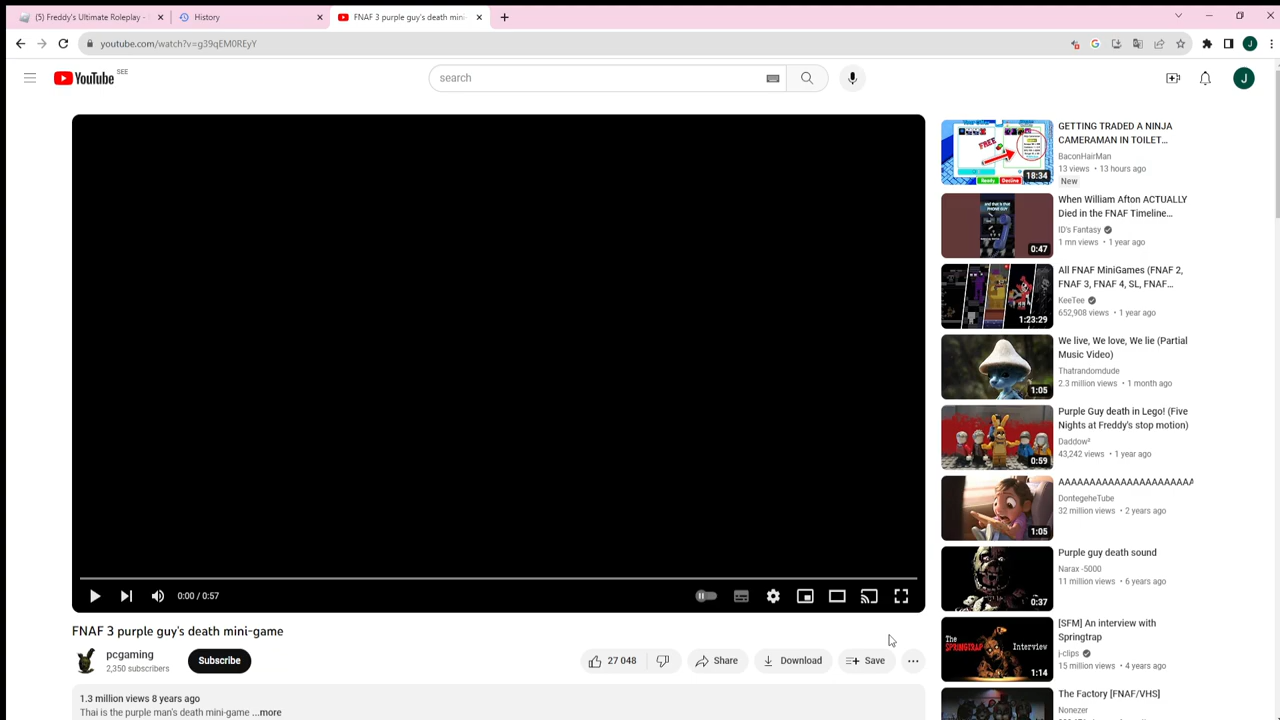 (5) Freddy's Ultimate Roleplay -
History
FNAF 3 purple guy's death mini-
youtube.com/watch?v=g39qEM0REyY
J
YouTube SEE
search
J
GETTING TRADED A NINJA
CAMERAMAN IN TOILET...
BaconHairMan
13 views • 13 hours ago
New
FREE
Ready Decline
18:34
When William Afton ACTUALLY
Died in the FNAF Timeline...
ID's Fantasy
1 mn views • 1 year ago
0:47
All FNAF MiniGames (FNAF 2,
FNAF 3, FNAF 4, SL, FNAF...
KeeTee
652,908 views • 1 year ago
1:23:29
We live, We love, We lie (Partial
Music Video)
Thatrandomdude
2.3 million views • 1 month ago
1:05
Purple Guy death in Lego! (Five
Nights at Freddy's stop motion)
Daddow²
43,242 views • 1 year ago
0:59
AAAAAAAAAAAAAAAAAAAAAA
DontegeheTube
32 million views • 2 years ago
1:05
Purple guy death sound
Narax -5000
11 million views • 6 years ago
0:37
[SFM] An interview with
Springtrap
j-clips
15 million views • 4 years ago
The
SPRINGTRAP
Interview
1:14
The Factory [FNAF/VHS]
Nonezer
0:00 / 0:57
FNAF 3 purple guy's death mini-game
pcgaming
2,350 subscribers
Subscribe
27 048
Share
Download
Save
1.3 million views 8 years ago
Thai is the purple man's death mini-game ...more